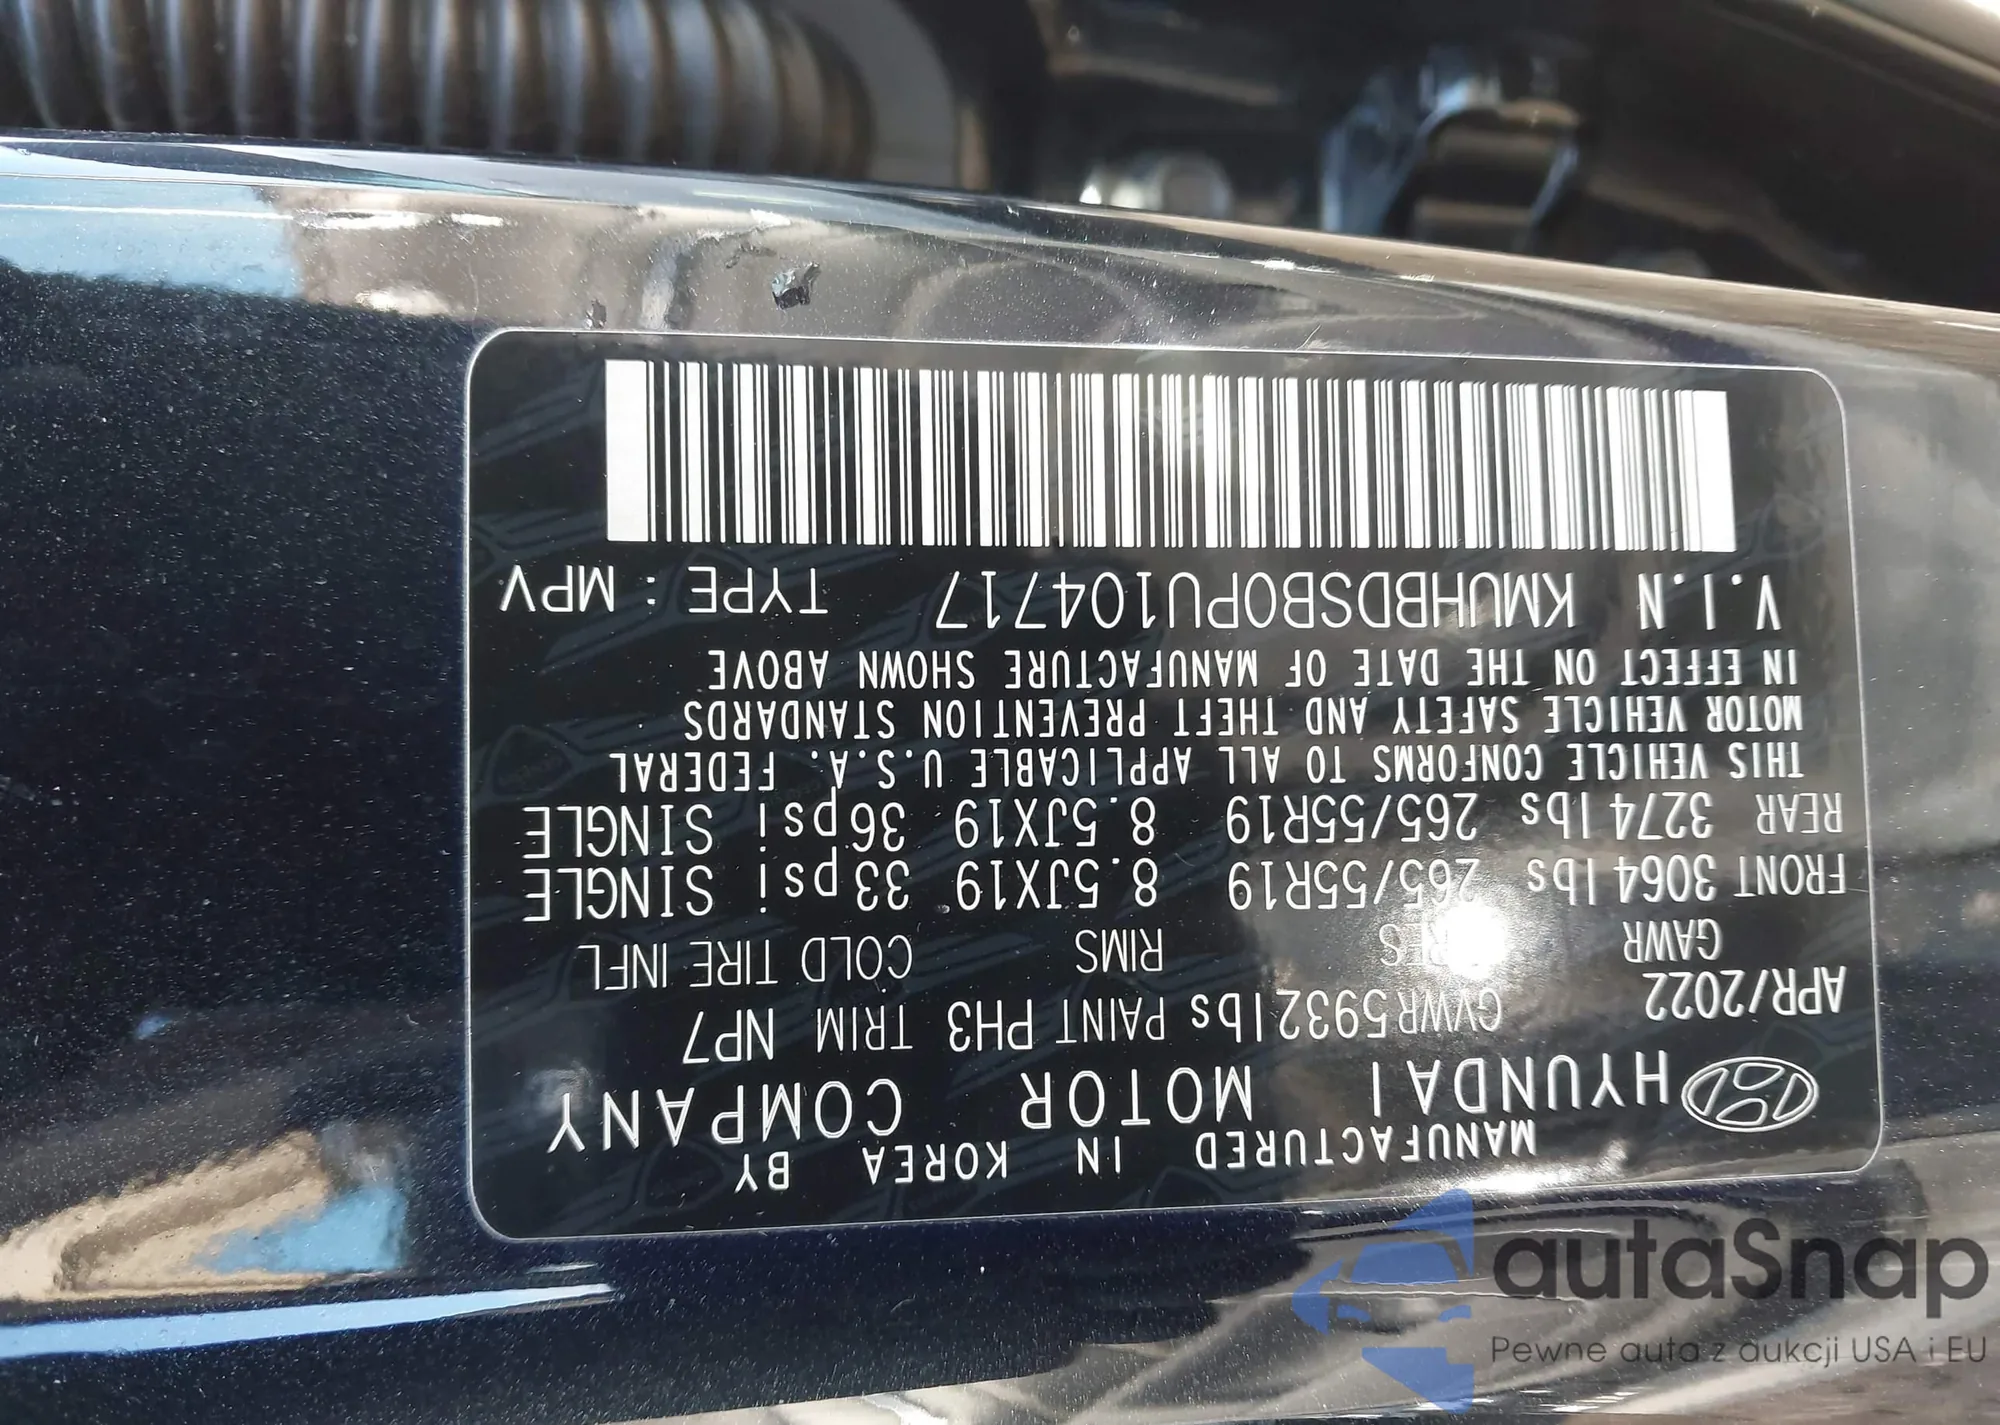 MANUFACTURED IN KOREA BY
HYUNDAI MOTOR COMPANY
APR/2022 GVWR 5932 lbs PAINT PH3 TRIM NP7
GAWR RIMS COLD TIRE INFL
FRONT 3064 lbs 265/55R19 8.5JX19 33psi SINGLE
REAR 3274 lbs 265/55R19 8.5JX19 36psi SINGLE
THIS VEHICLE CONFORMS TO ALL APPLICABLE U.S.A. FEDERAL
MOTOR VEHICLE SAFETY AND THEFT PREVENTION STANDARDS
IN EFFECT ON THE DATE OF MANUFACTURE SHOWN ABOVE
V.I.N KMUHBDSB0PU104717 TYPE : MPV
autaSnap
Pewne auta z aukcji USA i EU